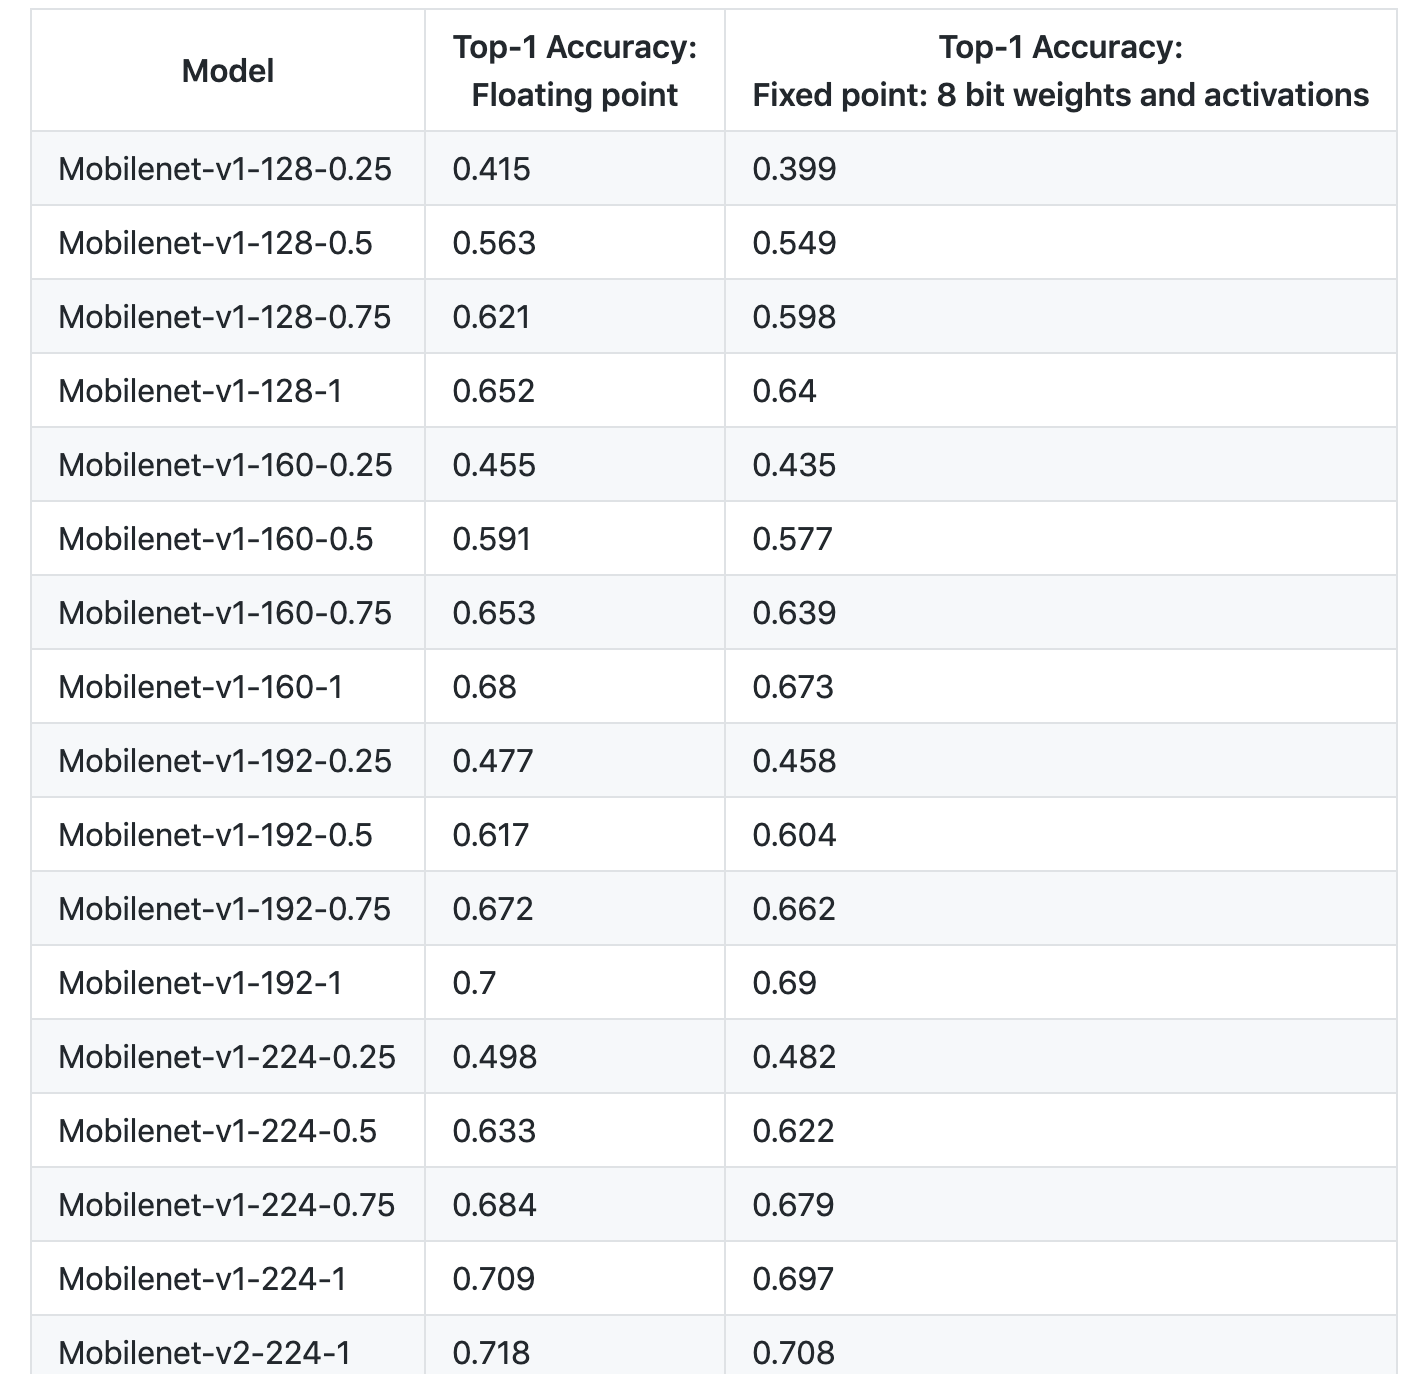 Model
Top-1 Accuracy:
Floating point
Top-1 Accuracy:
Fixed point: 8 bit weights and activations
Mobilenet-v1-128-0.25 0.415 0.399
Mobilenet-v1-128-0.5 0.563 0.549
Mobilenet-v1-128-0.75 0.621 0.598
Mobilenet-v1-128-1 0.652 0.64
Mobilenet-v1-160-0.25 0.455 0.435
Mobilenet-v1-160-0.5 0.591 0.577
Mobilenet-v1-160-0.75 0.653 0.639
Mobilenet-v1-160-1 0.68 0.673
Mobilenet-v1-192-0.25 0.477 0.458
Mobilenet-v1-192-0.5 0.617 0.604
Mobilenet-v1-192-0.75 0.672 0.662
Mobilenet-v1-192-1 0.7 0.69
Mobilenet-v1-224-0.25 0.498 0.482
Mobilenet-v1-224-0.5 0.633 0.622
Mobilenet-v1-224-0.75 0.684 0.679
Mobilenet-v1-224-1 0.709 0.697
Mobilenet-v2-224-1 0.718 0.708